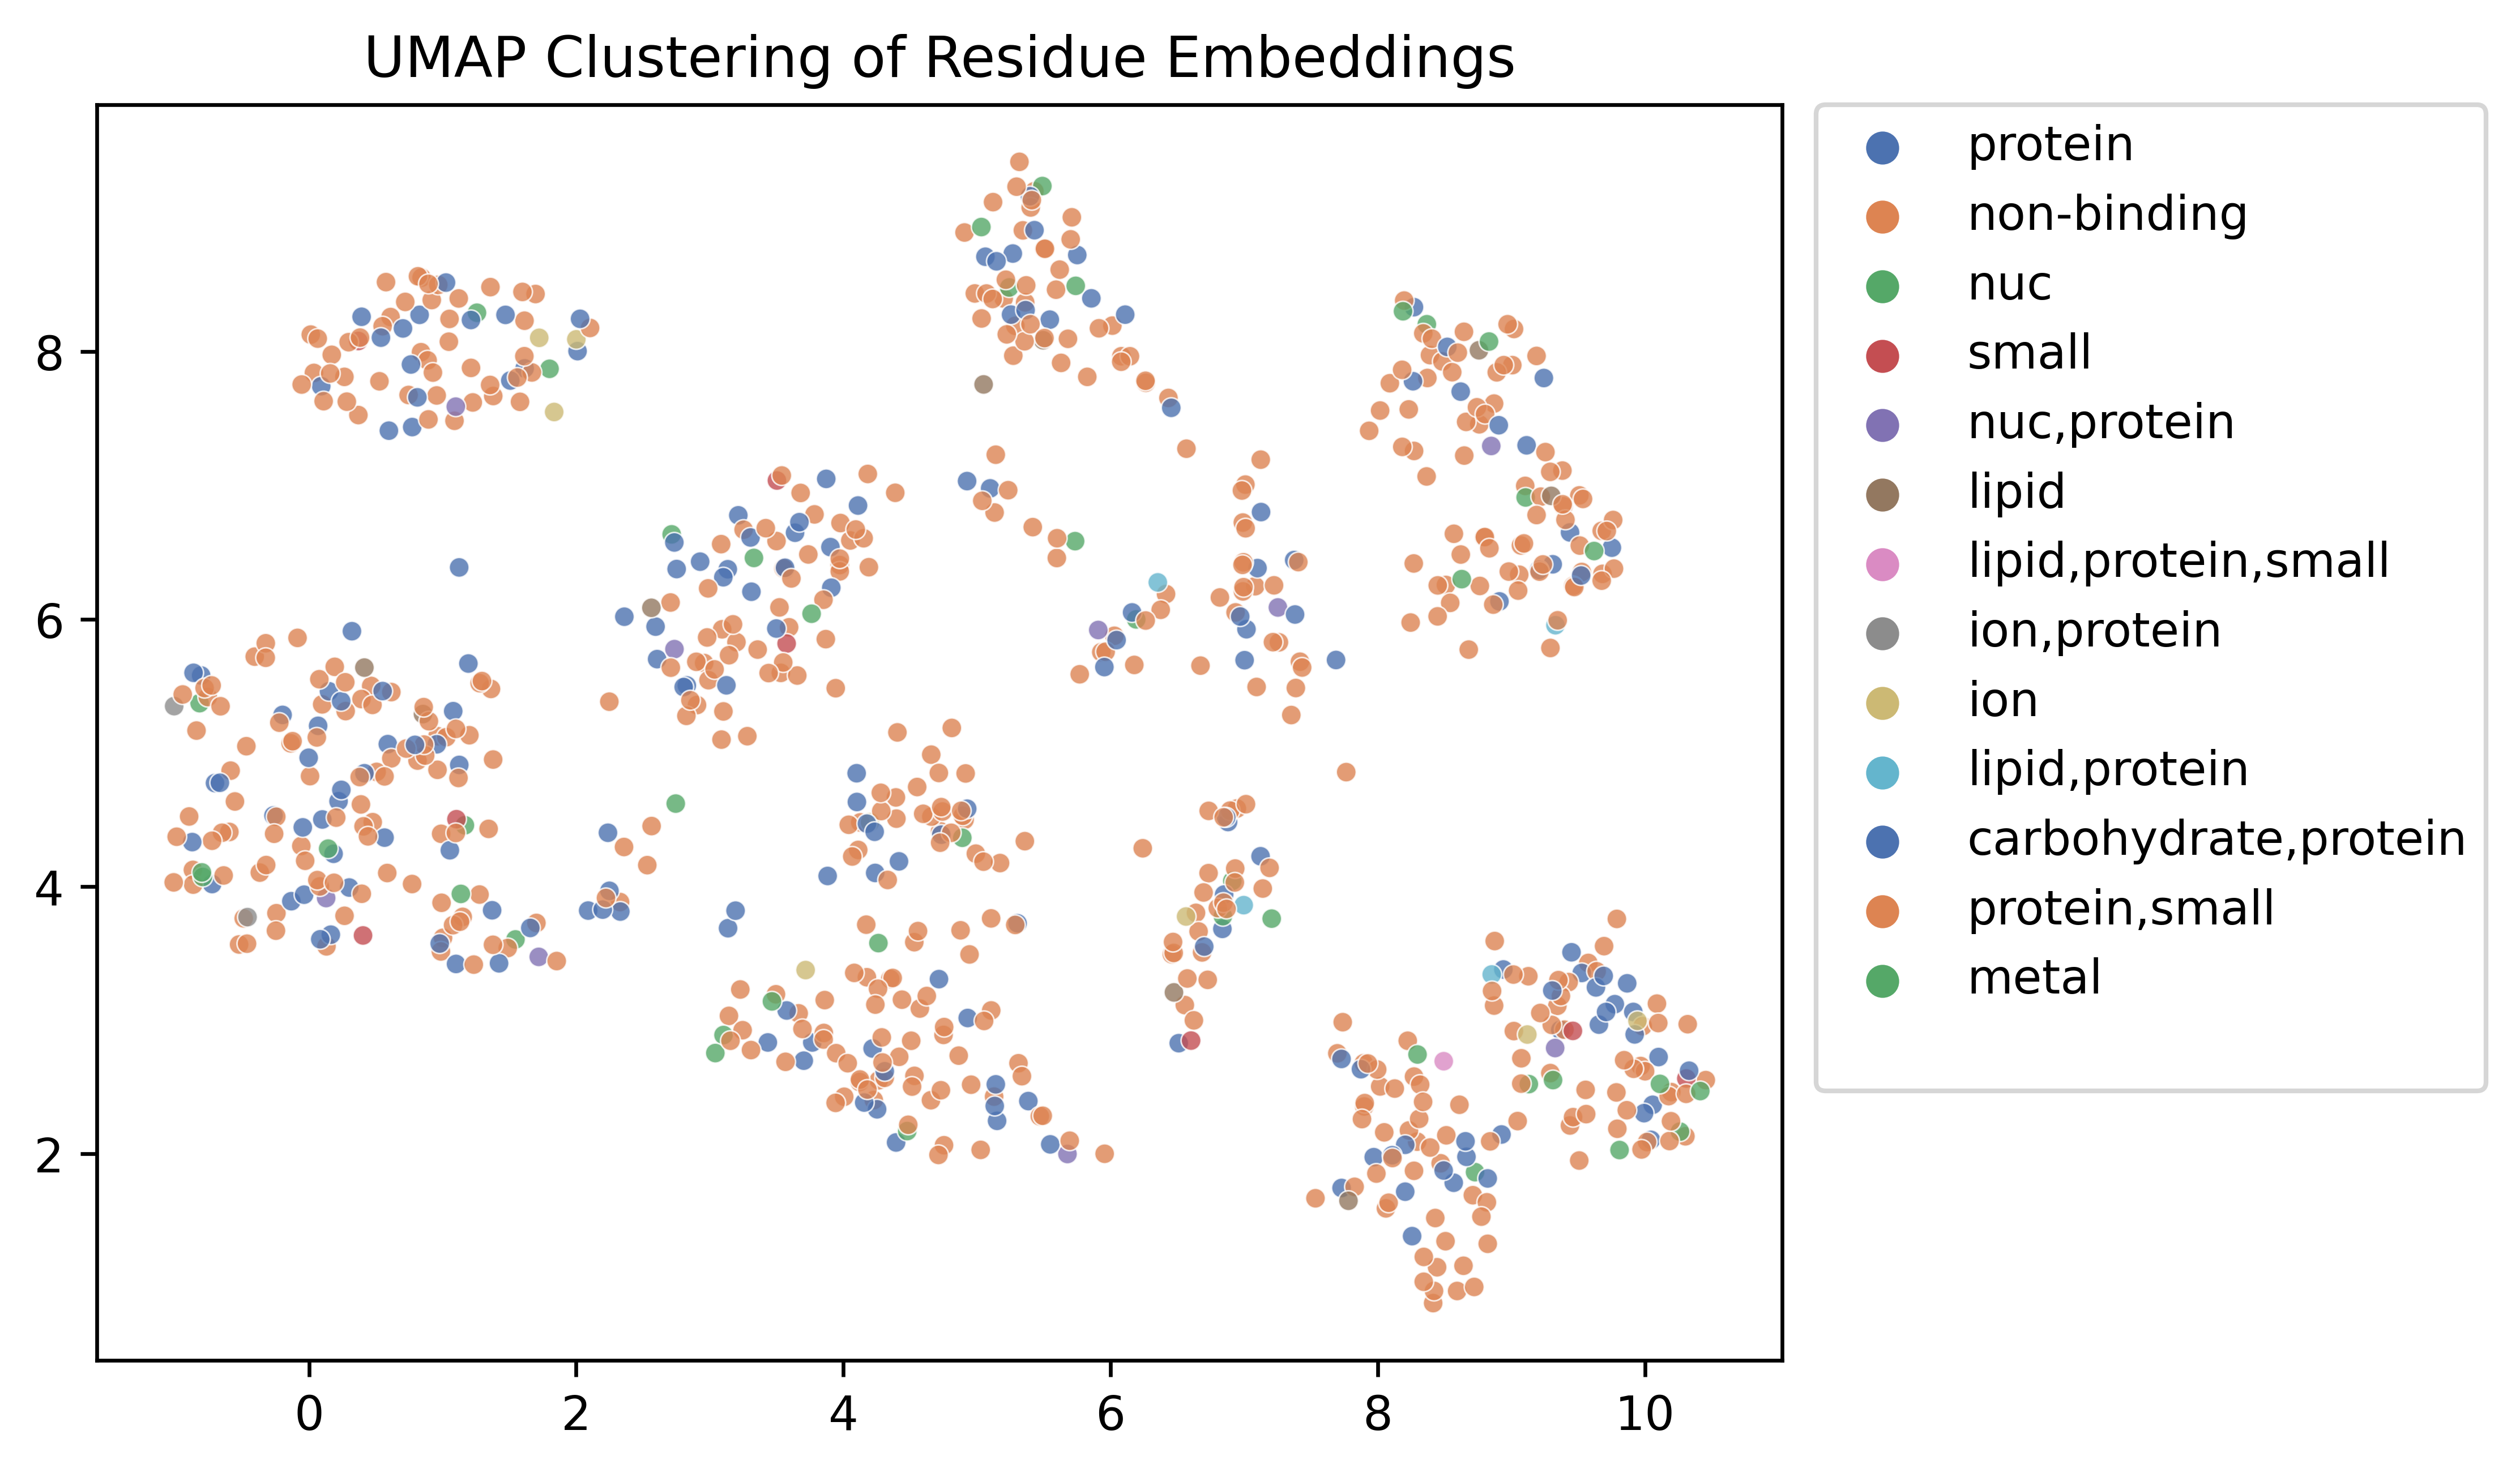 UMAP Clustering of Residue Embeddings
8
6
4
2
0 2 4 6 8 10
protein
non-binding
nuc
small
nuc,protein
lipid
lipid,protein,small
ion,protein
ion
lipid,protein
carbohydrate,protein
protein,small
metal